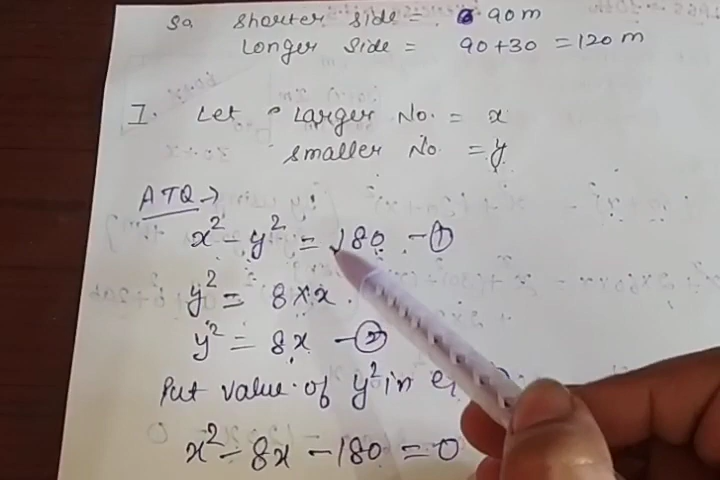 So shorter side = 90 m
Longer side = 90+30 = 120 m
7. Let Larger No. = x
smaller No = y
ATQ →
x² - y² = 180 - ①
y² = 8 × x
y² = 8x - ②
Put value of y² in
x² - 8x - 180 = 0